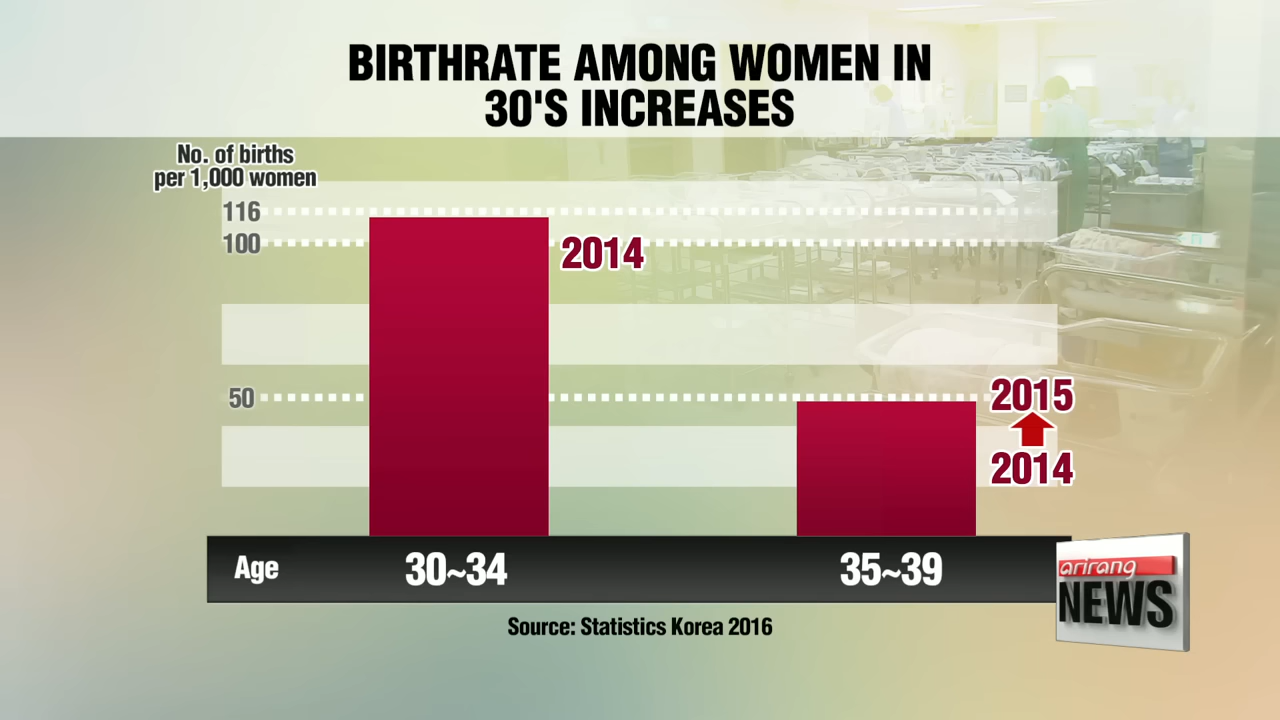 BIRTHRATE AMONG WOMEN IN
30'S INCREASES
No. of births
per 1,000 women
116
100
2014
50
2015
2014
Age 30~34 35~39
arirang
NEWS
Source: Statistics Korea 2016